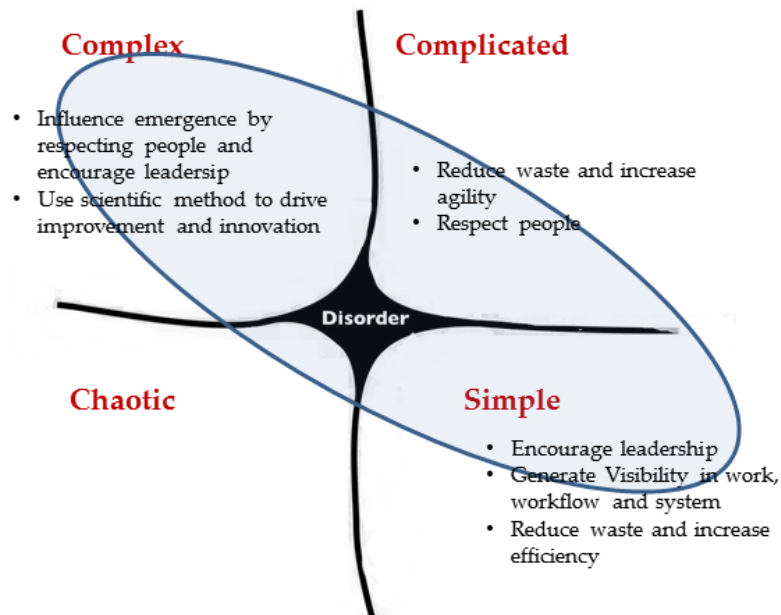 Complex
• Influence emergence by
respecting people and
encourage leadersip
• Use scientific method to drive
improvement and innovation
Complicated
• Reduce waste and increase
agility
• Respect people
Disorder
Chaotic
Simple
• Encourage leadership
• Generate Visibility in work,
workflow and system
• Reduce waste and increase
efficiency